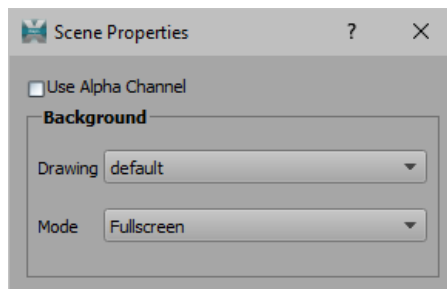 Scene Properties ?
Use Alpha Channel
Background
Drawing default
Mode Fullscreen